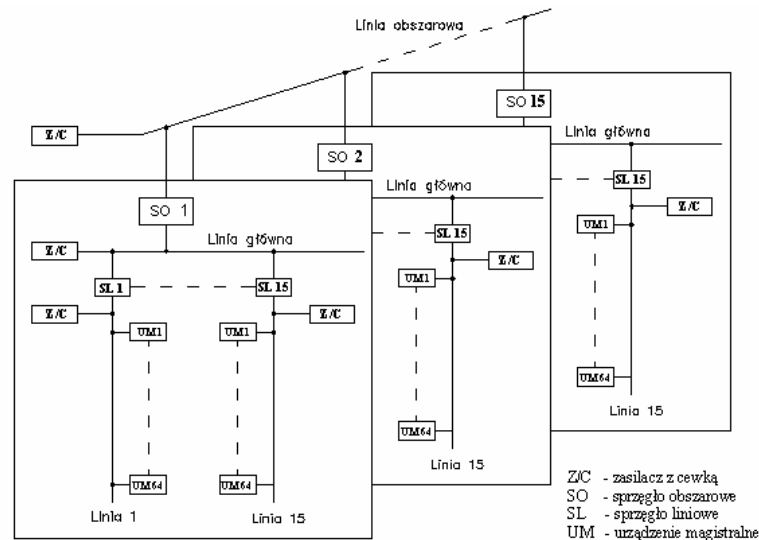 Linia obszarowa
SO 15
Z/C
Linia główna
SO 2
SL 15
Linia główna
Z/C
SO 1
UM1
SL 15
Linia główna
Z/C
Z/C
UM1
SL 1
SL 15
Z/C
Z/C
UM1
UM1
UM64
Linia 15
UM64
Linia 15
UM64
UM64
Linia 1
Linia 15
Z/C - zasilacz z cewką
SO - sprzęgło obszarowe
SL - sprzęgło liniowe
UM - urządzenie magistralne